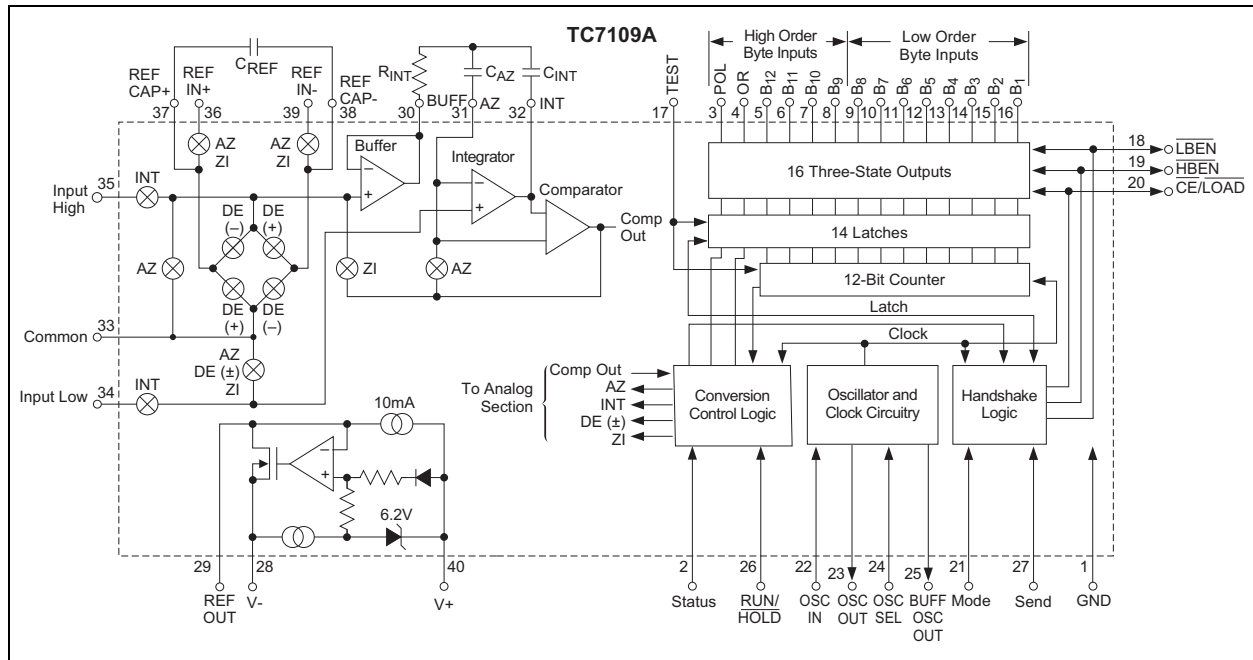 TC7109A
High Order
Byte Inputs
Low Order
Byte Inputs
CREF
RINT
CAZ
CINT
REF
CAP+
REF
IN+
REF
IN-
REF
CAP-
BUFF
AZ
INT
TEST
POL
OR
B12
B11
B10
B9
B8
B7
B6
B5
B4
B3
B2
B1
37
36
39
38
30
31
32
17
3
4
5
6
7
8
9
10
11
12
13
14
15
16
AZ
ZI
AZ
ZI
Buffer
Integrator
Comparator
Comp
Out
16 Three-State Outputs
18
LBEN
19
HBEN
20
CE/LOAD
Input
High
35
INT
DE
(–)
DE
(+)
AZ
ZI
AZ
DE
(+)
DE
(–)
14 Latches
12-Bit Counter
Latch
Clock
Common
33
AZ
DE (±)
ZI
Input Low
34
INT
To Analog
Section
Comp Out
AZ
INT
DE (±)
ZI
Conversion
Control Logic
Oscillator and
Clock Circuitry
Handshake
Logic
10mA
6.2V
– +
29
28
40
2
26
22
23
24
25
21
27
1
REF
OUT
V-
V+
Status
RUN/
HOLD
OSC
IN
OSC
OUT
OSC
SEL
BUFF
OSC
OUT
Mode
Send
GND